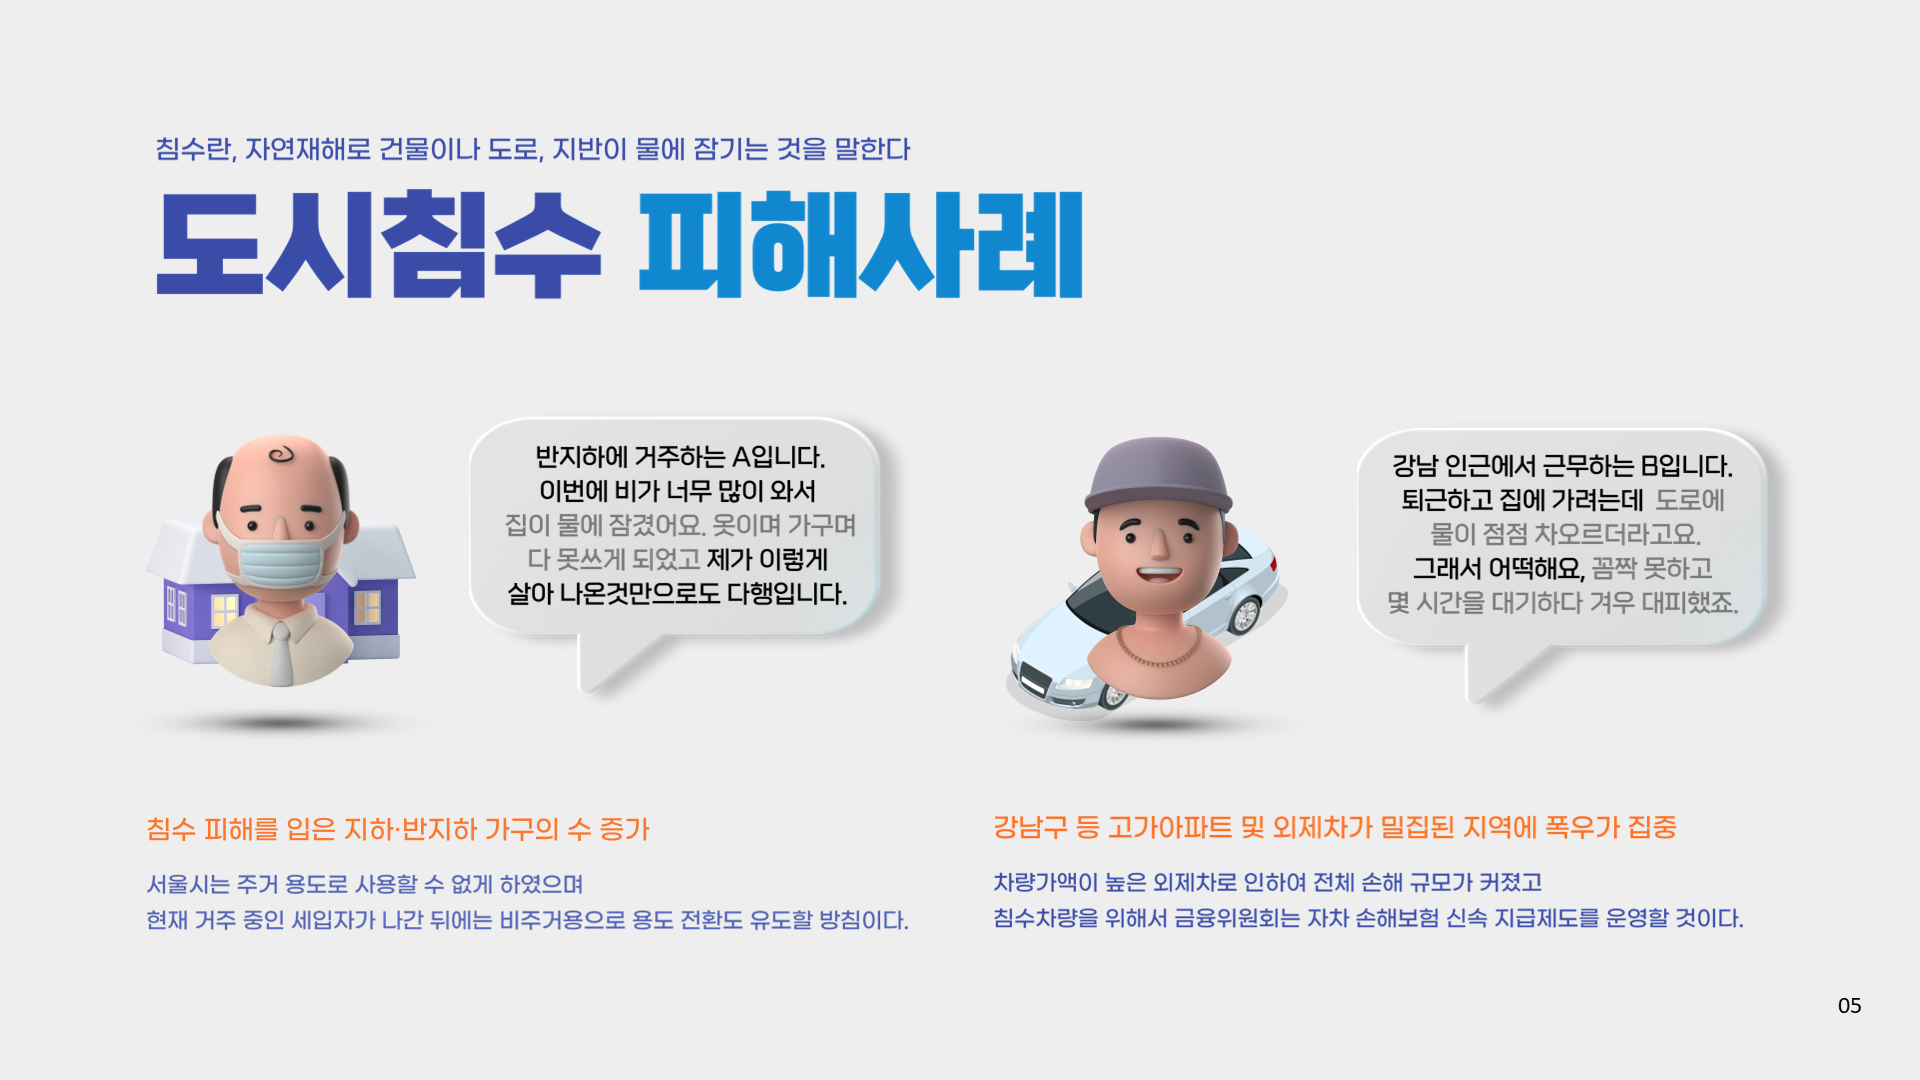 침수란, 자연재해로 건물이나 도로, 지반이 물에 잠기는 것을 말한다
도시침수 피해사례
반지하에 거주하는 A입니다.
이번에 비가 너무 많이 와서
집이 물에 잠겼어요. 옷이며 가구며
다 못쓰게 되었고 제가 이렇게
살아 나온것만으로도 다행입니다.
강남 인근에서 근무하는 B입니다.
퇴근하고 집에 가려는데 도로에
물이 점점 차오르더라고요.
그래서 어떡해요, 꼼짝 못하고
몇 시간을 대기하다 겨우 대피했죠.
침수 피해를 입은 지하·반지하 가구의 수 증가
서울시는 주거 용도로 사용할 수 없게 하였으며
현재 거주 중인 세입자가 나간 뒤에는 비주거용으로 용도 전환도 유도할 방침이다.
강남구 등 고가아파트 및 외제차가 밀집된 지역에 폭우가 집중
차량가액이 높은 외제차로 인하여 전체 손해 규모가 커졌고
침수차량을 위해서 금융위원회는 자차 손해보험 신속 지급제도를 운영할 것이다.
05